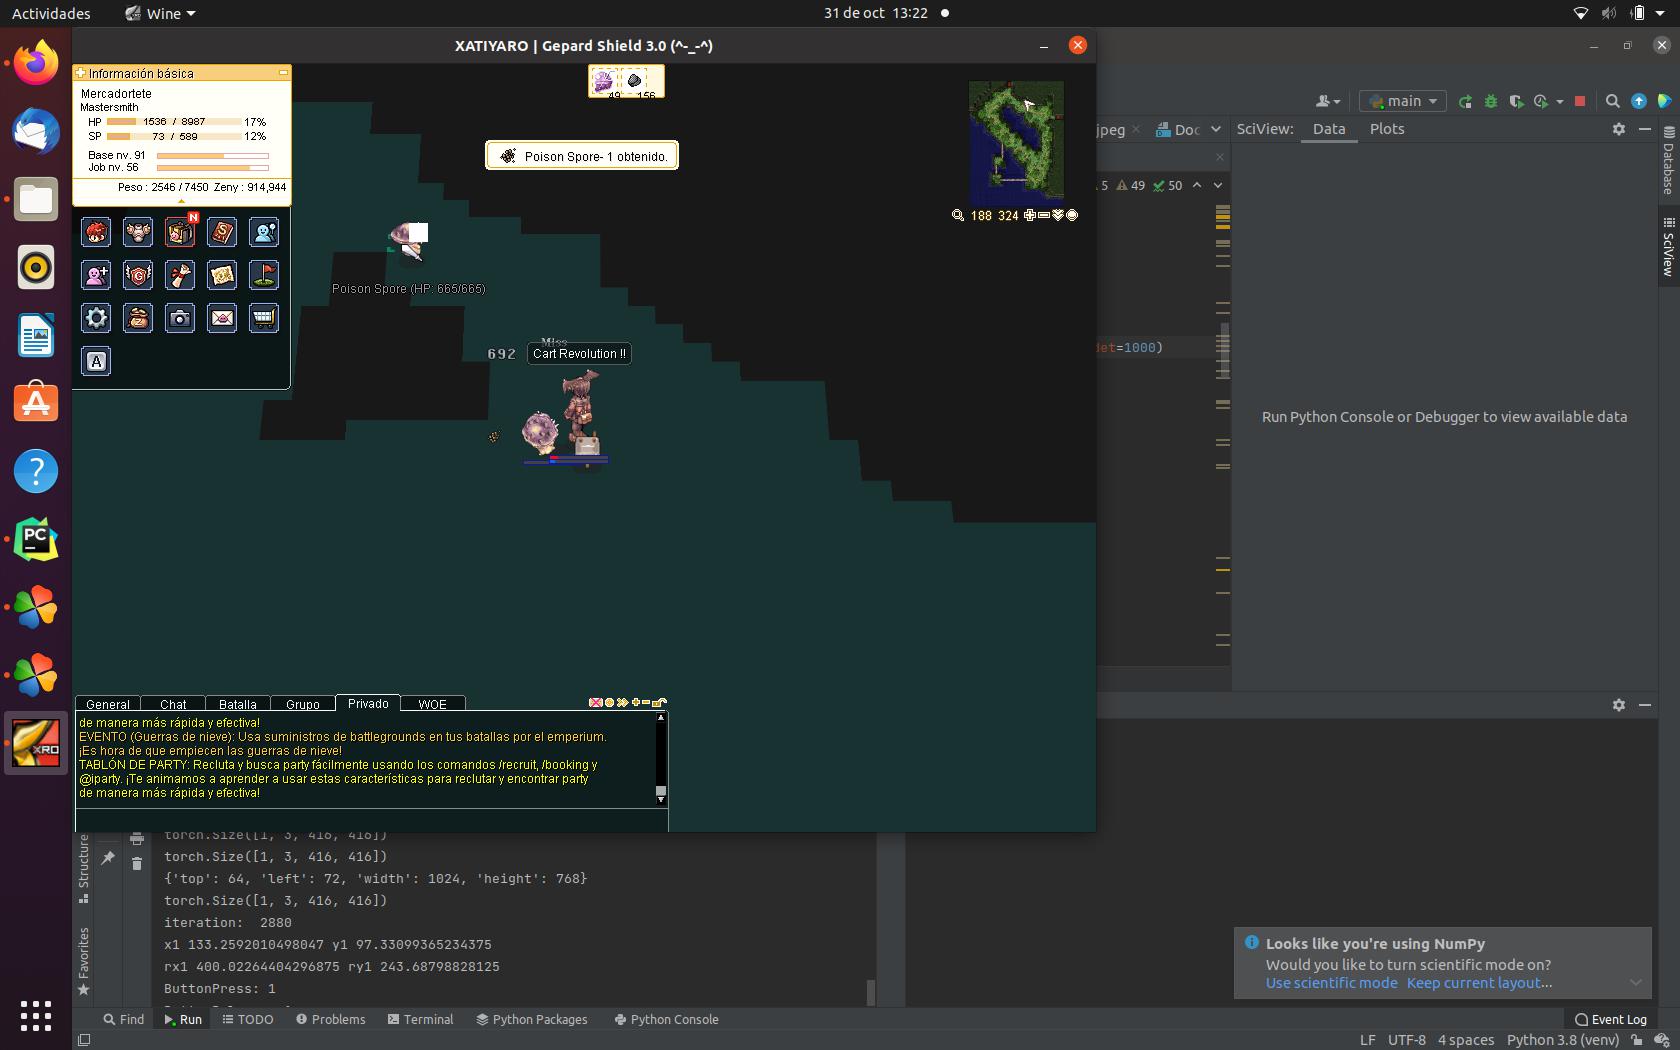 Actividades
Wine
31 de oct 13:22
XATIYARO | Gepard Shield 3.0 (^-_-^)
Información básica
Mercadortete
Mastersmith
HP 1536 / 8987 17%
SP 73 / 589 12%
Base nv. 91
Job nv. 56
Peso : 2546 / 7450 Zeny : 914,944
N
A
49 156
Poison Spore- 1 obtenido.
188 324
Poison Spore (HP: 665/665)
692
Miss
Cart Revolution !!
General Chat Batalla Grupo Privado WOE
de manera más rápida y efectiva!
EVENTO (Guerras de nieve): Usa suministros de battlegrounds en tus batallas por el emperium.
¡Es hora de que empiecen las guerras de nieve!
TABLÓN DE PARTY: Recluta y busca party fácilmente usando los comandos /recruit, /booking y
@iparty. ¡Te animamos a aprender a usar estas características para reclutar y encontrar party
de manera más rápida y efectiva!
main
jpeg Doc
SciView: Data Plots
5 49 50
det=1000)
Run Python Console or Debugger to view available data
Database
SciView
PC
XRO
Structure
Favorites
torch.Size([1, 3, 416, 416])
torch.Size([1, 3, 416, 416])
{'top': 64, 'left': 72, 'width': 1024, 'height': 768}
torch.Size([1, 3, 416, 416])
iteration: 2880
x1 133.2592010498047 y1 97.33099365234375
rx1 400.02264404296875 ry1 243.68798828125
ButtonPress: 1
Looks like you're using NumPy
Would you like to turn scientific mode on?
Use scientific mode Keep current layout...
Find Run TODO Problems Terminal Python Packages Python Console
Event Log
LF UTF-8 4 spaces Python 3.8 (venv)